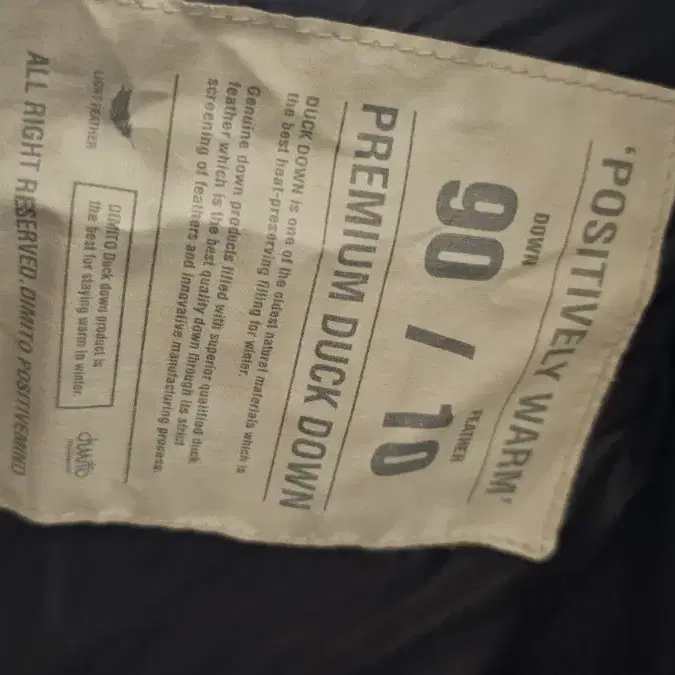 'POSITIVELY WARM'
DOWN FEATHER
90 / 10
PREMIUM DUCK DOWN
DUCK DOWN is one of the oldest natural materials which is
the best heat-preserving filling for winter.
Genuine down products filled with superior qualified duck
feather which is the best quality down through its strict
screening of feathers and innovative manufacturing process.
LIGHT FEATHER
DIMITO Duck down product is
the best for staying warm in winter.
DIMITO
ALL RIGHT RESERVED. DIMITO POSITIVEMIND